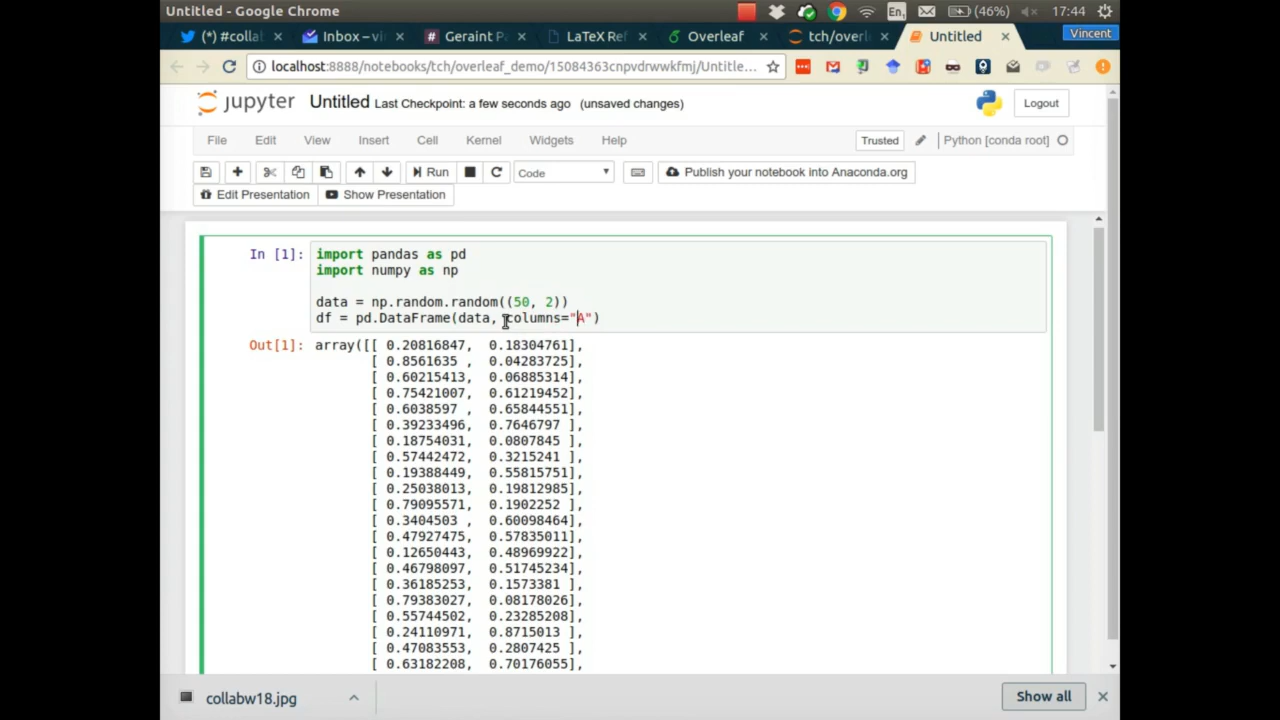 Untitled - Google Chrome
En1
(46%)
17:44
(*) #collab
Inbox – vi
Geraint P
LaTeX Ref
Overleaf
tch/overl
Untitled
Vincent
localhost:8888/notebooks/tch/overleaf_demo/15084363cnpvdrwwkfmj/Untitle...
jupyter Untitled Last Checkpoint: a few seconds ago (unsaved changes)
Logout
File Edit View Insert Cell Kernel Widgets Help
Trusted
Python [conda root]
Run
Code
Publish your notebook into Anaconda.org
Edit Presentation
Show Presentation
In [1]: import pandas as pd
import numpy as np
data = np.random.random((50, 2))
df = pd.DataFrame(data, columns="A")
Out[1]: array([[ 0.20816847, 0.18304761],
[ 0.8561635 , 0.04283725],
[ 0.60215413, 0.06885314],
[ 0.75421007, 0.61219452],
[ 0.6038597 , 0.65844551],
[ 0.39233496, 0.7646797 ],
[ 0.18754031, 0.0807845 ],
[ 0.57442472, 0.3215241 ],
[ 0.19388449, 0.55815751],
[ 0.25038013, 0.19812985],
[ 0.79095571, 0.1902252 ],
[ 0.3404503 , 0.60098464],
[ 0.47927475, 0.57835011],
[ 0.12650443, 0.48969922],
[ 0.46798097, 0.51745234],
[ 0.36185253, 0.1573381 ],
[ 0.79383027, 0.08178026],
[ 0.55744502, 0.23285208],
[ 0.24110971, 0.8715013 ],
[ 0.47083553, 0.2807425 ],
[ 0.63182208, 0.70176055],
collabw18.jpg
Show all